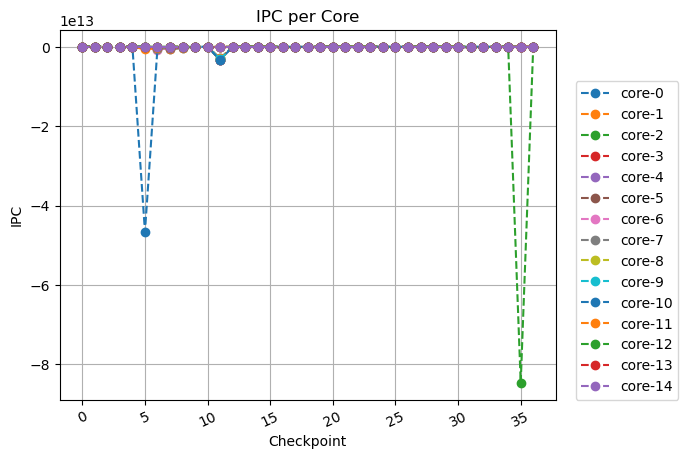 IPC per Core
1e13
0
−2
−4
−6
−8
IPC
0
5
10
15
20
25
30
35
Checkpoint
core-0
core-1
core-2
core-3
core-4
core-5
core-6
core-7
core-8
core-9
core-10
core-11
core-12
core-13
core-14